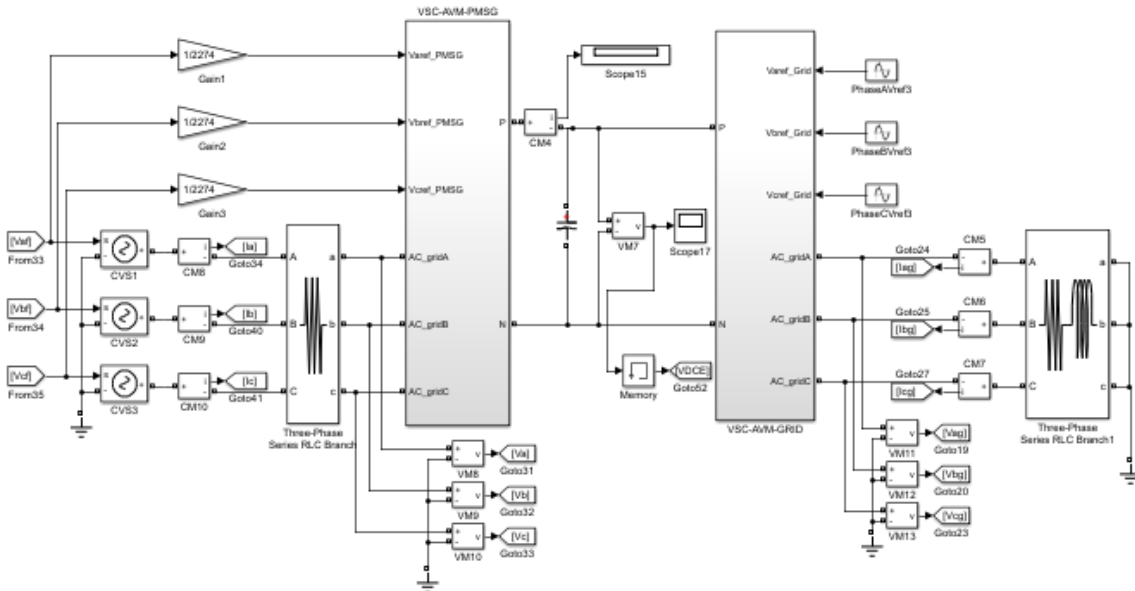 VSC-AVM-PMSG
1/2274
Gain1
Varef_PMSG
1/2274
Gain2
Vbref_PMSG
1/2274
Gain3
Vcref_PMSG
P
N
AC_gridA
AC_gridB
AC_gridC
[Vaf]
From33
[Vbf]
From34
[Vcf]
From35
s
+
-
CVS1
s
+
-
CVS2
s
+
-
CVS3
+
i
-
CM8
[Ia]
Goto34
+
i
-
CM9
[Ib]
Goto40
+
i
-
CM10
[Ic]
Goto41
A
B
C
a
b
c
Three-Phase
Series RLC Branch
+
v
-
VM8
[Va]
Goto31
+
v
-
VM9
[Vb]
Goto32
+
v
-
VM10
[Vc]
Goto33
+
i
-
CM4
Scope15
+
+
v
-
VM7
Scope17
Memory
[VDCE]
Goto52
VSC-AVM-GRID
P
N
Varef_Grid
Vbref_Grid
Vcref_Grid
AC_gridA
AC_gridB
AC_gridC
PhaseAVref3
PhaseBVref3
PhaseCVref3
Goto24
[Iag]
CM5
-
+
i
Goto25
[Ibg]
CM6
-
+
i
Goto27
[Icg]
CM7
-
+
i
A
B
C
a
b
c
Three-Phase
Series RLC Branch1
+
v
-
VM11
[Vag]
Goto19
+
v
-
VM12
[Vbg]
Goto20
+
v
-
VM13
[Vcg]
Goto23